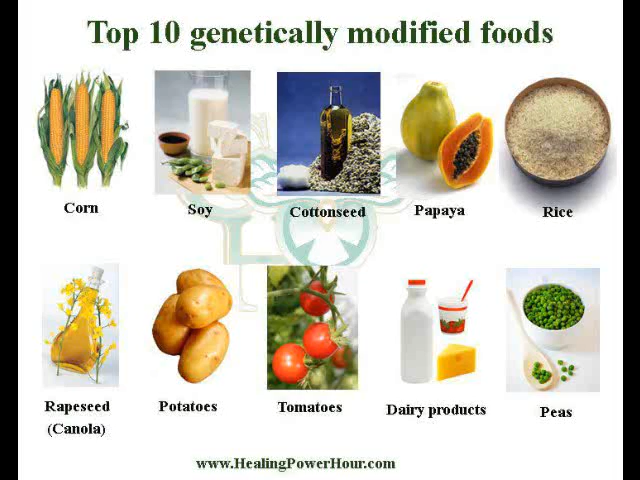 Top 10 genetically modified foods
Corn
Soy
Cottonseed
Papaya
Rice
Rapeseed
(Canola)
Potatoes
Tomatoes
Dairy products
Peas
www.HealingPowerHour.com